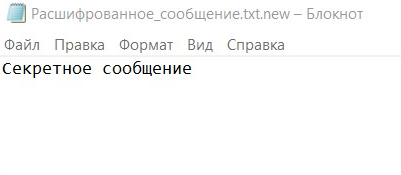 Расшифрованное_сообщение.txt.new – Блокнот
Файл Правка Формат Вид Справка
Секретное сообщение